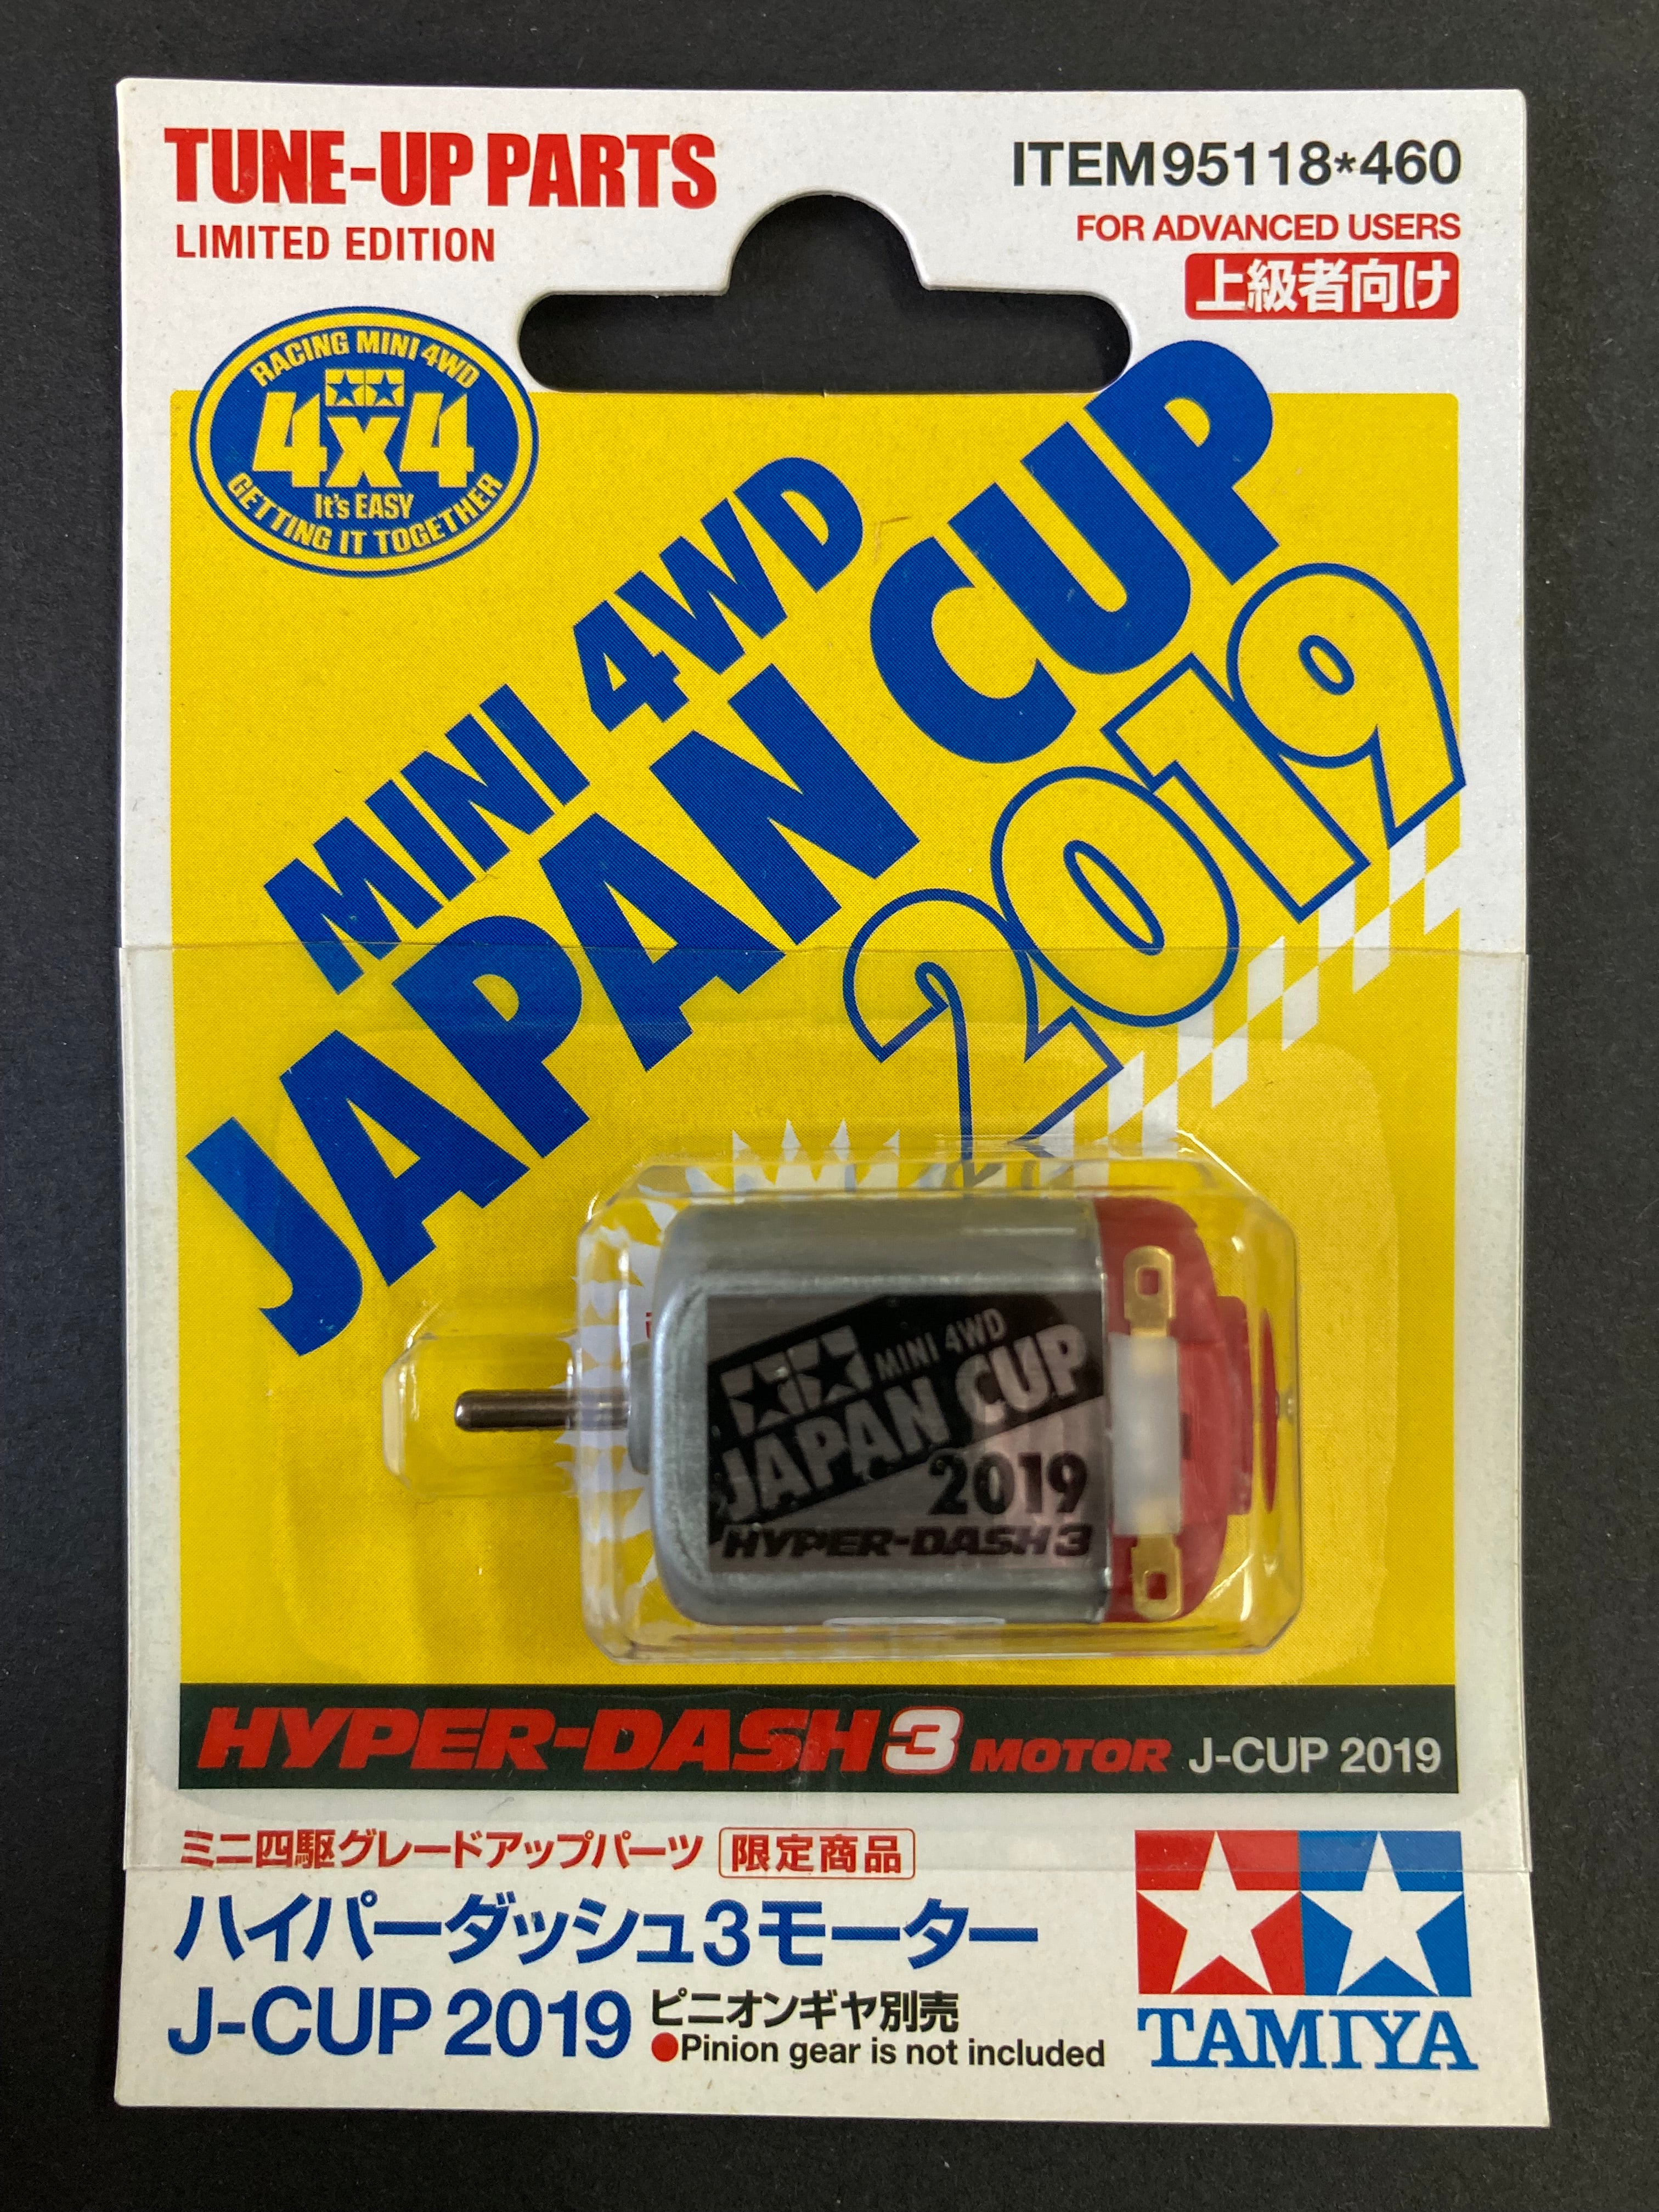 TUNE-UP PARTS
LIMITED EDITION
ITEM95118*460
FOR ADVANCED USERS
上級者向け
RACING MINI 4WD
4x4
It's EASY
GETTING IT TOGETHER
MINI 4WD
JAPAN CUP
2019
MINI 4WD
JAPAN CUP
2019
HYPER-DASH 3
HYPER-DASH 3 MOTOR J-CUP 2019
ミニ四駆グレードアップパーツ 限定商品
ハイパーダッシュ3モーター
J-CUP 2019
ピニオンギヤ別売
●Pinion gear is not included
TAMIYA